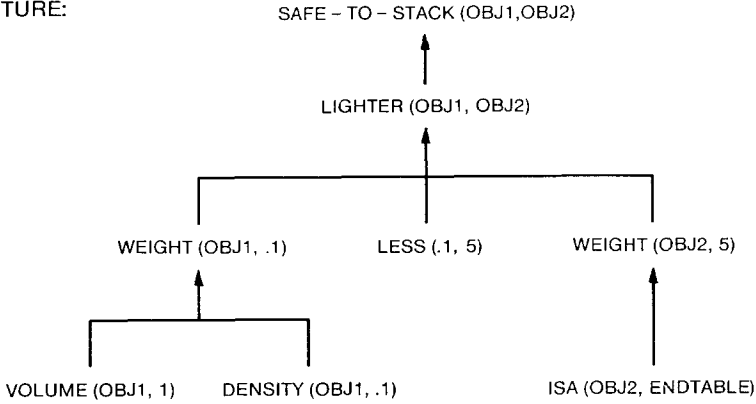 TURE:
SAFE – TO – STACK (OBJ1,OBJ2)
LIGHTER (OBJ1, OBJ2)
WEIGHT (OBJ1, .1) LESS (.1, 5) WEIGHT (OBJ2, 5)
VOLUME (OBJ1, 1) DENSITY (OBJ1, .1) ISA (OBJ2, ENDTABLE)